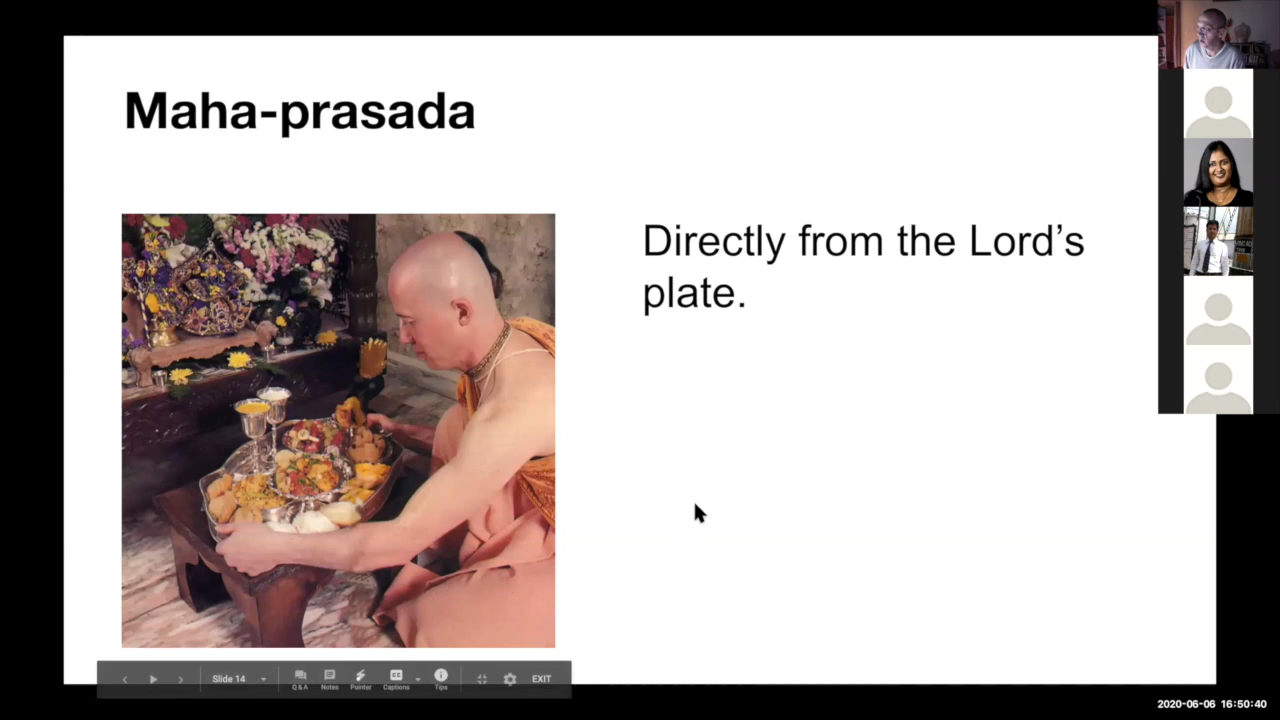 Maha-prasada
Directly from the Lord's
plate.
Slide 14
Q & A
Notes
Pointer
Captions
Tips
EXIT
2020-06-06 16:50:40